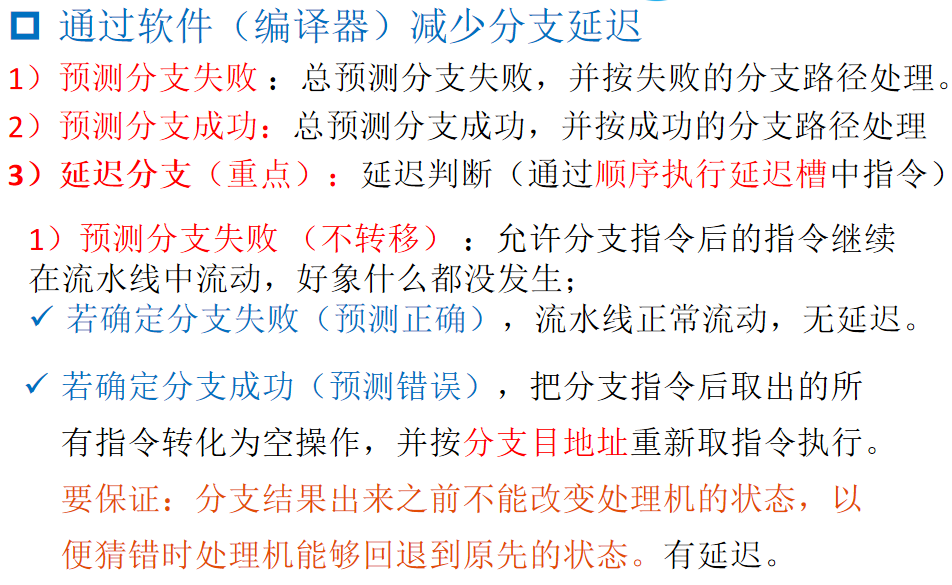 通过软件（编译器）减少分支延迟
1）预测分支失败：总预测分支失败，并按失败的分支路径处理。
2）预测分支成功：总预测分支成功，并按成功的分支路径处理
3）延迟分支（重点）：延迟判断（通过顺序执行延迟槽中指令）
1）预测分支失败 （不转移）：允许分支指令后的指令继续
在流水线中流动，好象什么都没发生；
✓ 若确定分支失败（预测正确），流水线正常流动，无延迟。
✓ 若确定分支成功（预测错误），把分支指令后取出的所
有指令转化为空操作，并按分支目地址重新取指令执行。
要保证：分支结果出来之前不能改变处理机的状态，以
便猜错时处理机能够回退到原先的状态。有延迟。